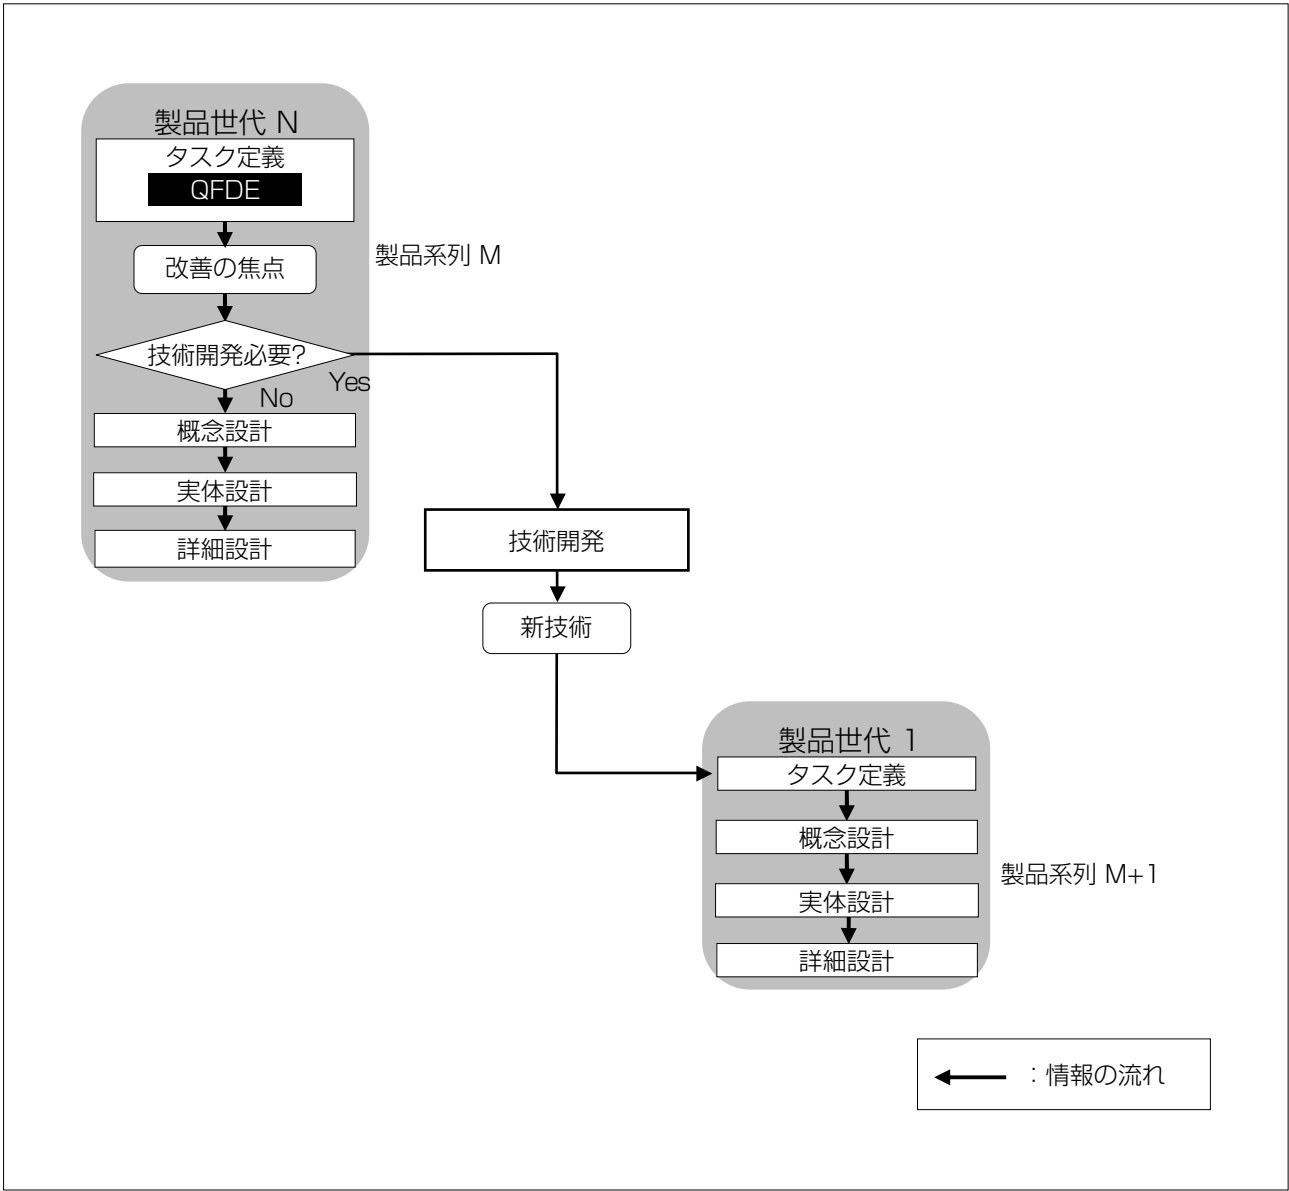 製品世代 N
タスク定義
QFDE
改善の焦点
製品系列 M
技術開発必要?
Yes
No
概念設計
実体設計
詳細設計
技術開発
新技術
製品世代 1
タスク定義
概念設計
製品系列 M+1
実体設計
詳細設計
：情報の流れ